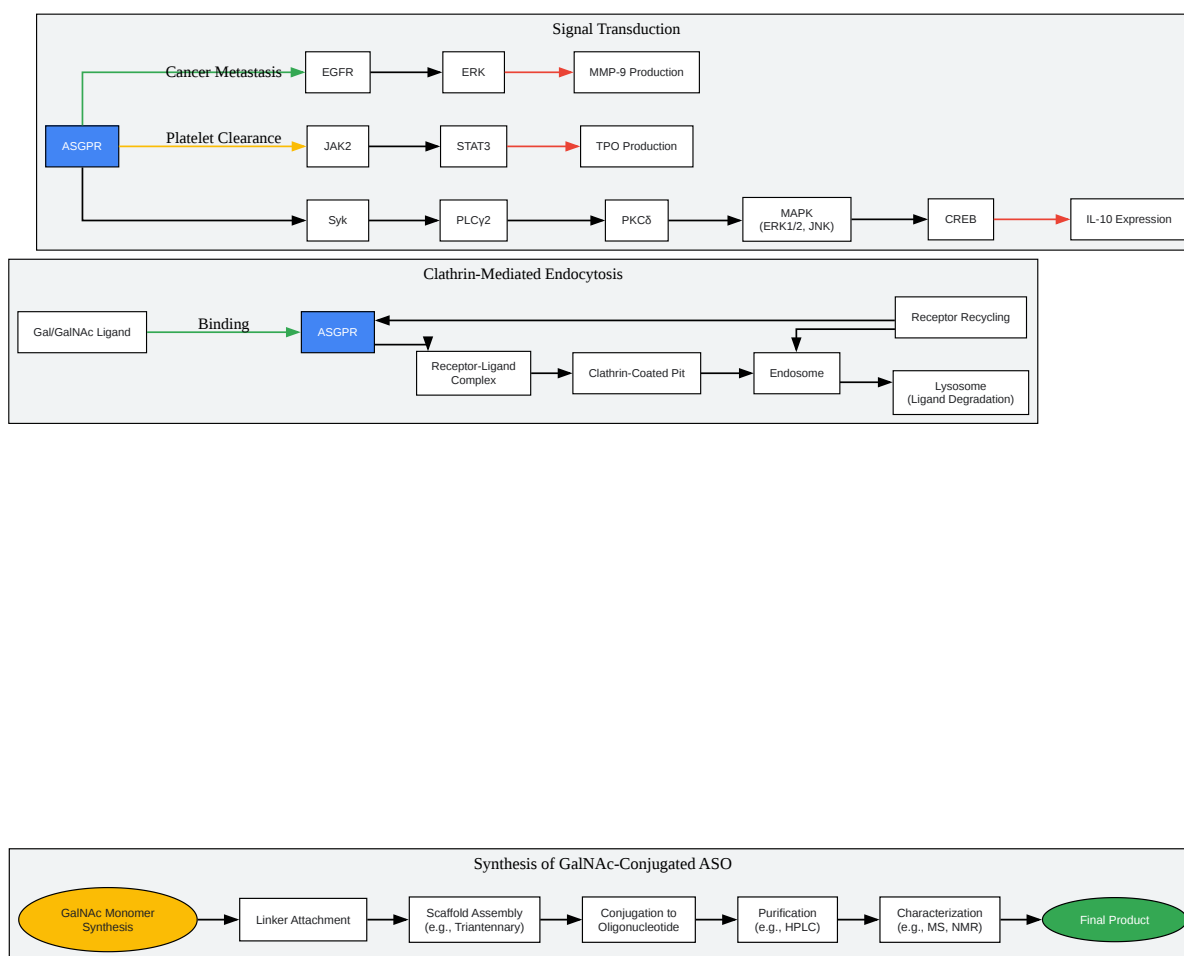 Signal Transduction
Cancer Metastasis
EGFR
ERK
MMP-9 Production
ASGPR
Platelet Clearance
JAK2
STAT3
TPO Production
Syk
PLCγ2
PKCδ
MAPK
(ERK1/2, JNK)
CREB
IL-10 Expression
Clathrin-Mediated Endocytosis
Gal/GalNAc Ligand
Binding
ASGPR
Receptor Recycling
Receptor-Ligand
Complex
Clathrin-Coated Pit
Endosome
Lysosome
(Ligand Degradation)
Synthesis of GalNAc-Conjugated ASO
GalNAc Monomer
Synthesis
Linker Attachment
Scaffold Assembly
(e.g., Triantennary)
Conjugation to
Oligonucleotide
Purification
(e.g., HPLC)
Characterization
(e.g., MS, NMR)
Final Product